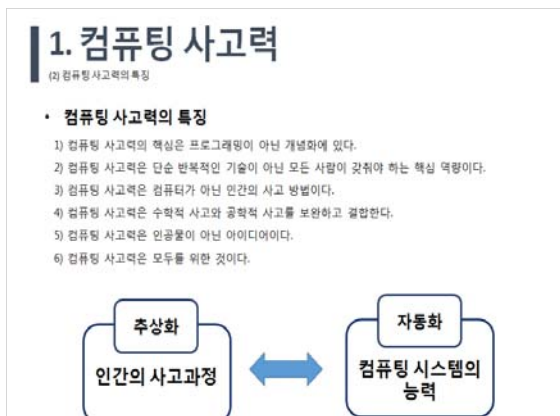 1. 컴퓨팅 사고력
(2) 컴퓨팅 사고력의 특징
• 컴퓨팅 사고력의 특징
1) 컴퓨팅 사고력의 핵심은 프로그래밍이 아닌 개념화에 있다.
2) 컴퓨팅 사고력은 단순 반복적인 기술이 아닌 모든 사람이 갖춰야 하는 핵심 역량이다.
3) 컴퓨팅 사고력은 컴퓨터가 아닌 인간의 사고 방법이다.
4) 컴퓨팅 사고력은 수학적 사고와 공학적 사고를 보완하고 결합한다.
5) 컴퓨팅 사고력은 인공물이 아닌 아이디어이다.
6) 컴퓨팅 사고력은 모두를 위한 것이다.
추상화
인간의 사고과정
자동화
컴퓨팅 시스템의
능력